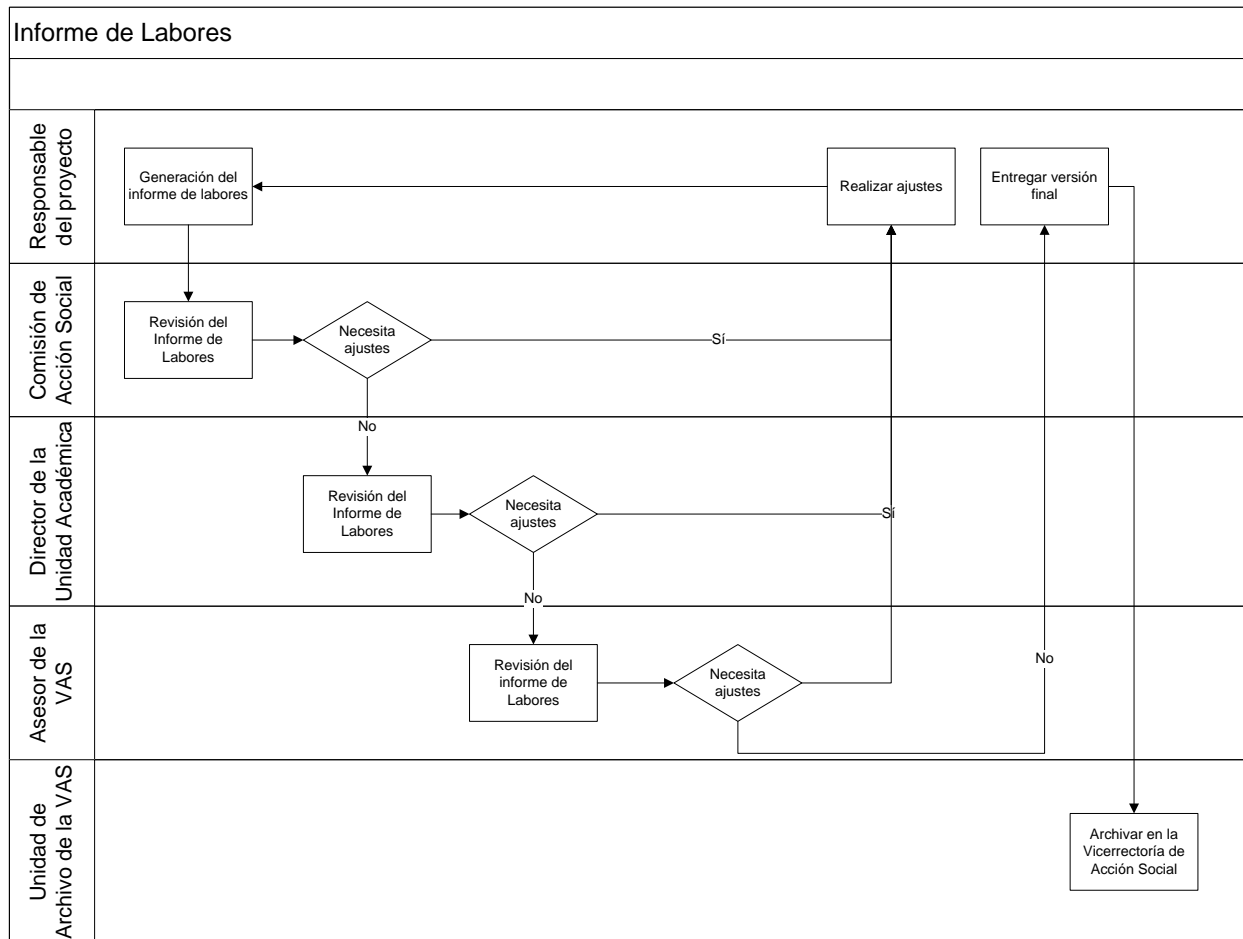 Informe de Labores
Responsable
del proyecto
Generación del
informe de labores
Realizar ajustes
Entregar versión
final
Comisión de
Acción Social
Revisión del
Informe de
Labores
Necesita
ajustes
Sí
No
Director de la
Unidad Académica
Revisión del
Informe de
Labores
Necesita
ajustes
Sí
No
Asesor de la
VAS
Revisión del
informe de
Labores
Necesita
ajustes
No
Unidad de
Archivo de la VAS
Archivar en la
Vicerrectoría de
Acción Social